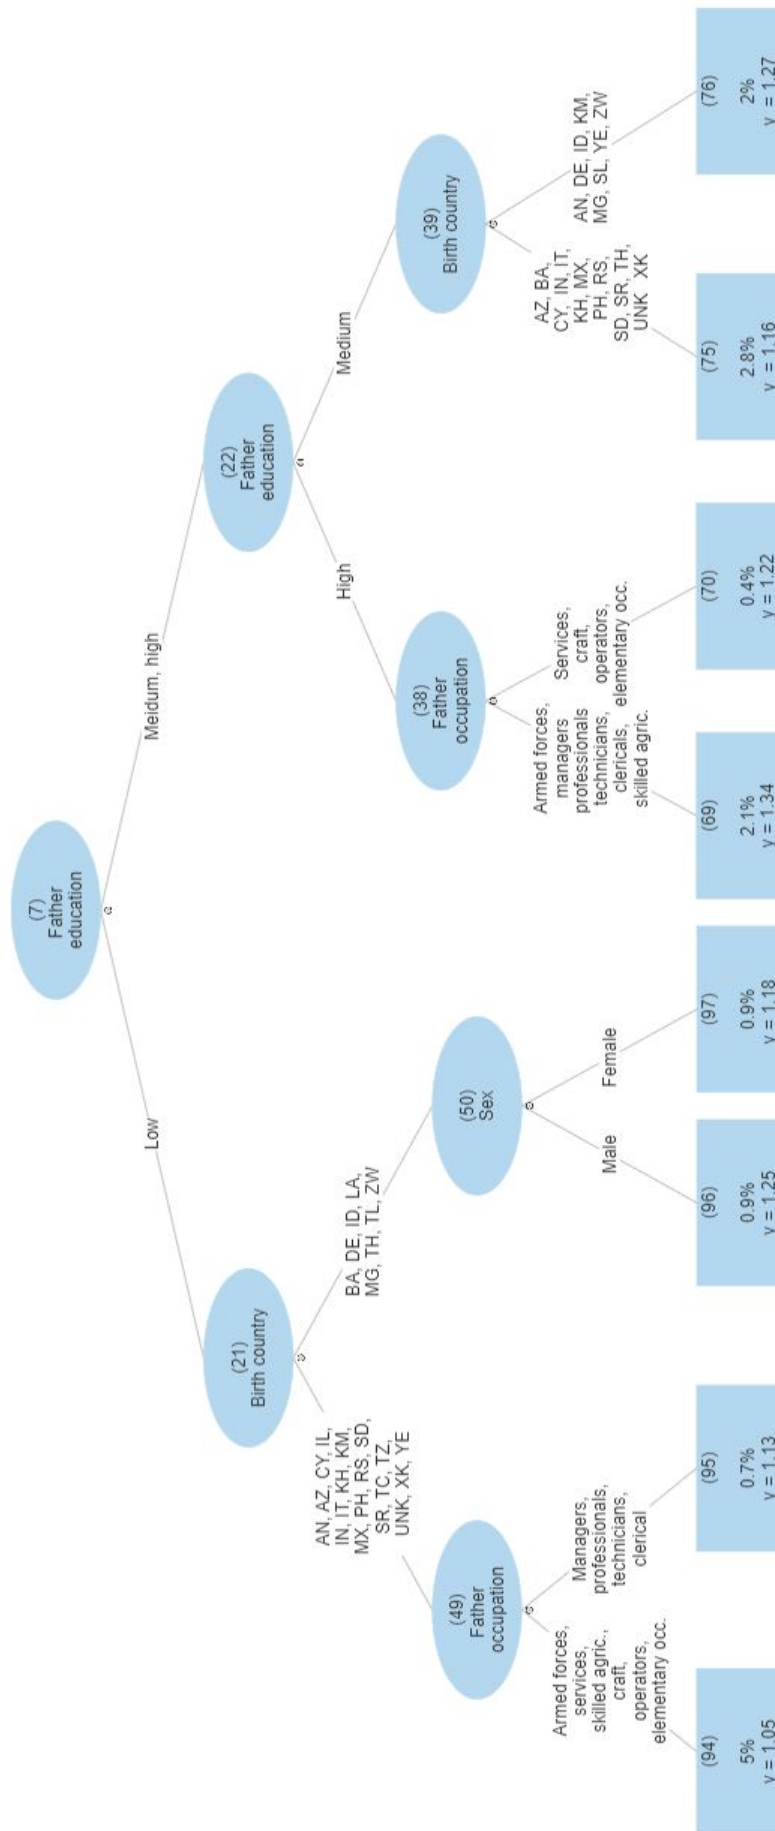 (7)
Father
education
Low
Meidum, high
(21)
Birth country
(22)
Father
education
AN, AZ, CY, IL,
IN, IT, KH, KM,
MX, PH, RS, SD,
SR, TC, TZ,
UNK, XK, YE
BA, DE, ID, LA,
MG, TH, TL, ZW
High
Medium
(49)
Father
occupation
(50)
Sex
(38)
Father
occupation
(39)
Birth country
Armed forces,
services,
skilled agric.,
craft,
operators,
elementary occ.
Managers,
professionals,
technicians,
clerical
Male
Female
Armed forces,
managers
professionals
technicians,
clericals,
skilled agric.
Services,
craft,
operators,
elementary occ.
AZ, BA,
CY, IN, IT,
KH, MX,
PH, RS,
SD, SR, TH,
UNK XK
AN, DE, ID, KM,
MG, SL, YE, ZW
(94)
5%
y = 1.05
(95)
0.7%
y = 1.13
(96)
0.9%
y = 1.25
(97)
0.9%
y = 1.18
(69)
2.1%
y = 1.34
(70)
0.4%
y = 1.22
(75)
2.8%
y = 1.16
(76)
2%
y = 1.27